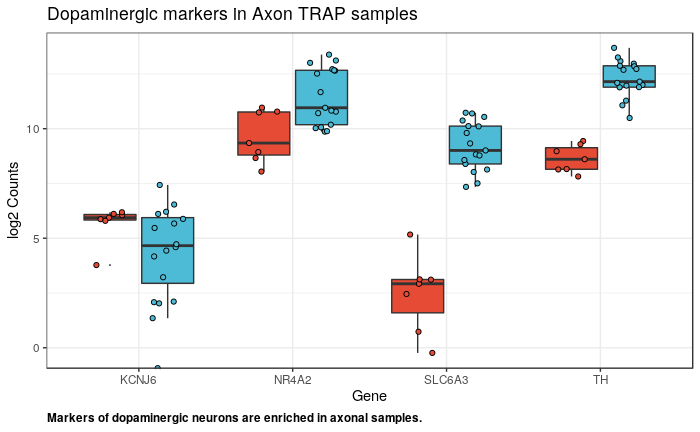 Dopaminergic markers in Axon TRAP samples
log2 Counts
10
5
0
KCNJ6 NR4A2 SLC6A3 TH
Gene
Markers of dopaminergic neurons are enriched in axonal samples.